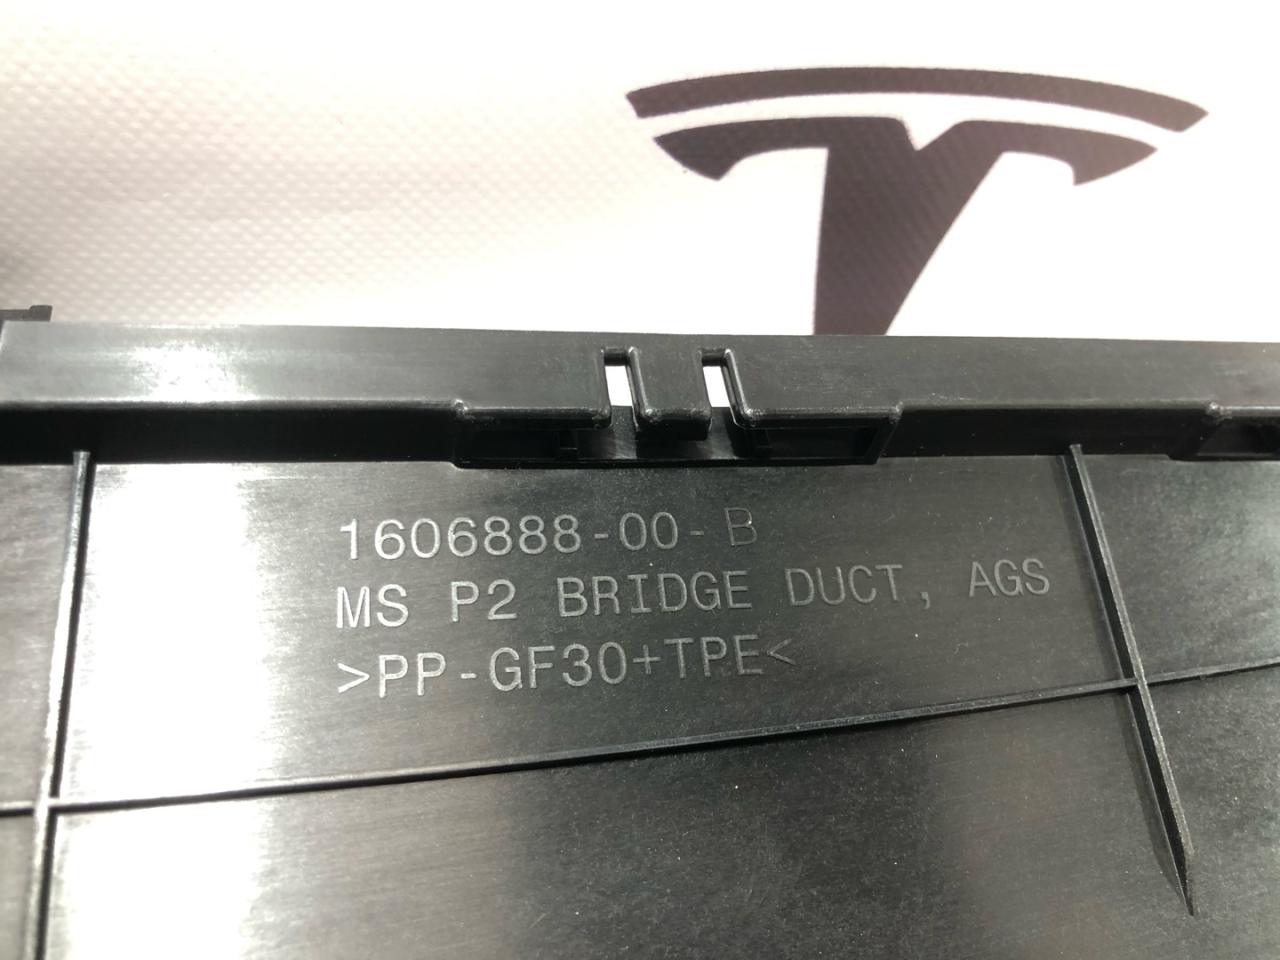 1606888-00-B
MS P2 BRIDGE DUCT, AGS
>PP-GF30+TPE<